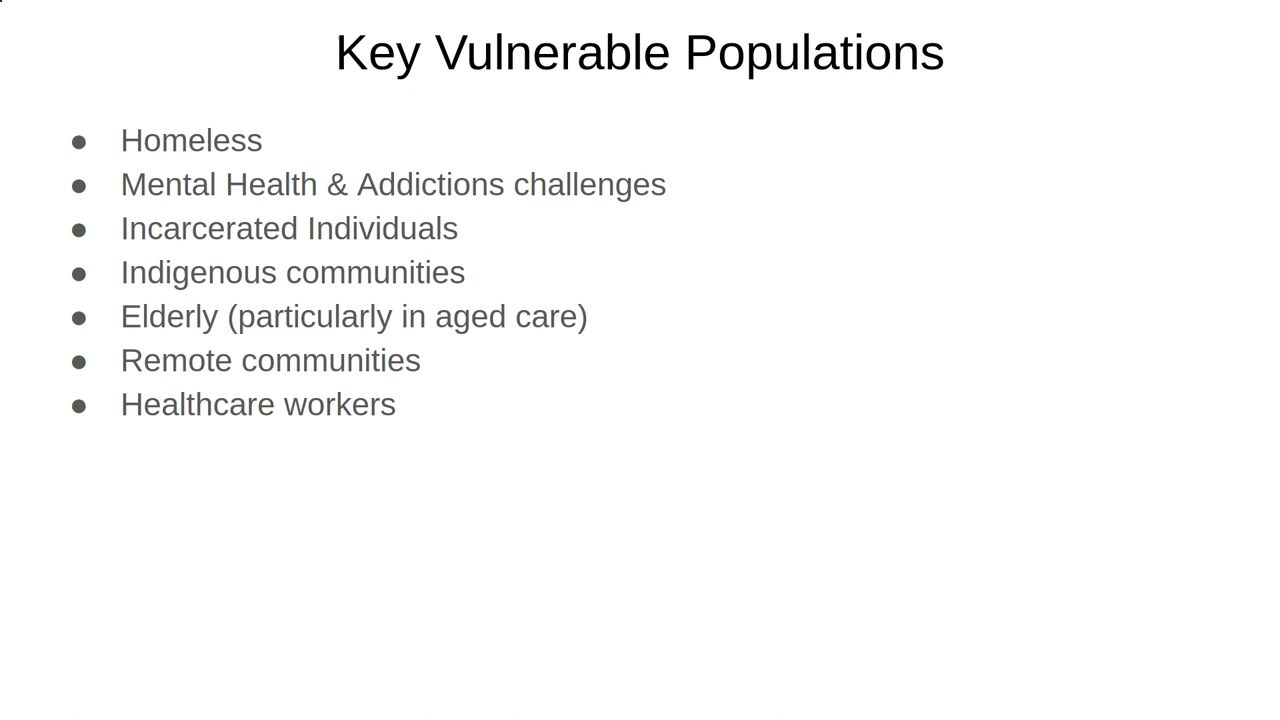 Key Vulnerable Populations
● Homeless
● Mental Health & Addictions challenges
● Incarcerated Individuals
● Indigenous communities
● Elderly (particularly in aged care)
● Remote communities
● Healthcare workers